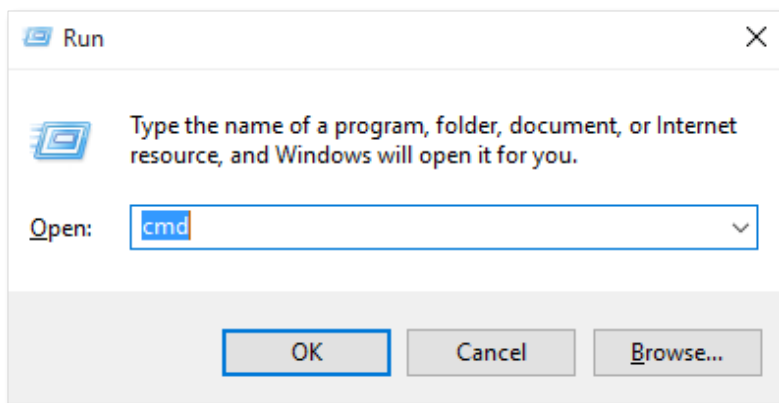 Run
Type the name of a program, folder, document, or Internet
resource, and Windows will open it for you.
Open: cmd
OK Cancel Browse...